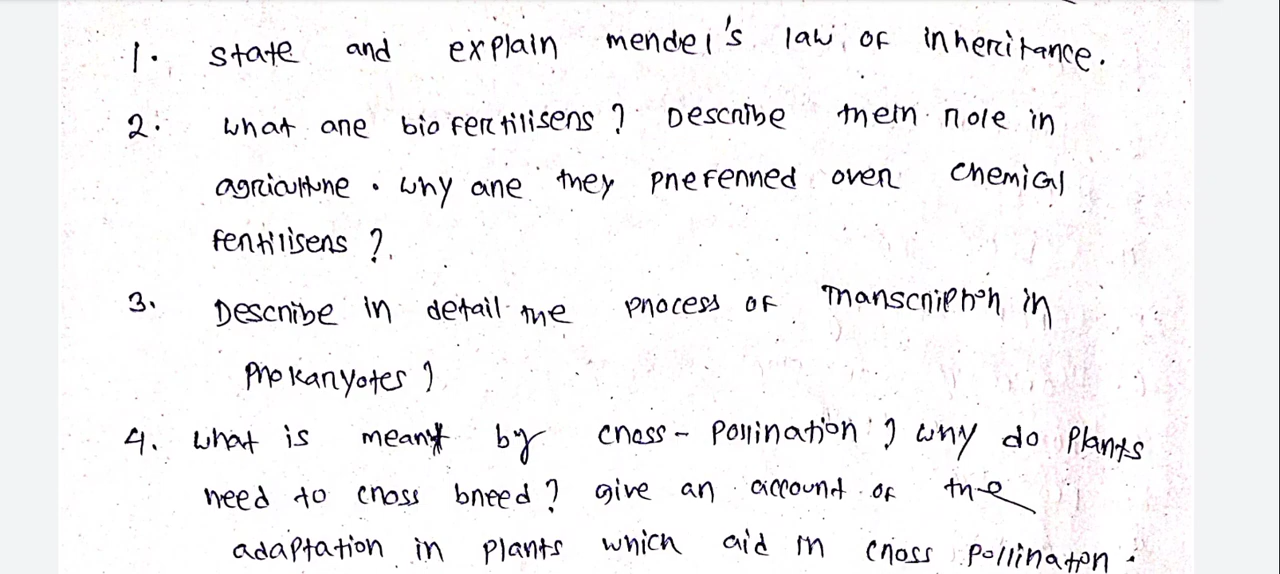 1. state and explain mendel's law of inheritance.
2. what are biofertilisers ? Describe their role in
agriculture. why are they preferred over chemical
fertilisers ?
3. Describe in detail the process of transcription in
prokaryotes ?
4. what is meant by cross - pollination ? why do plants
need to cross breed ? give an account of the
adaptation in plants which aid in cross pollination.